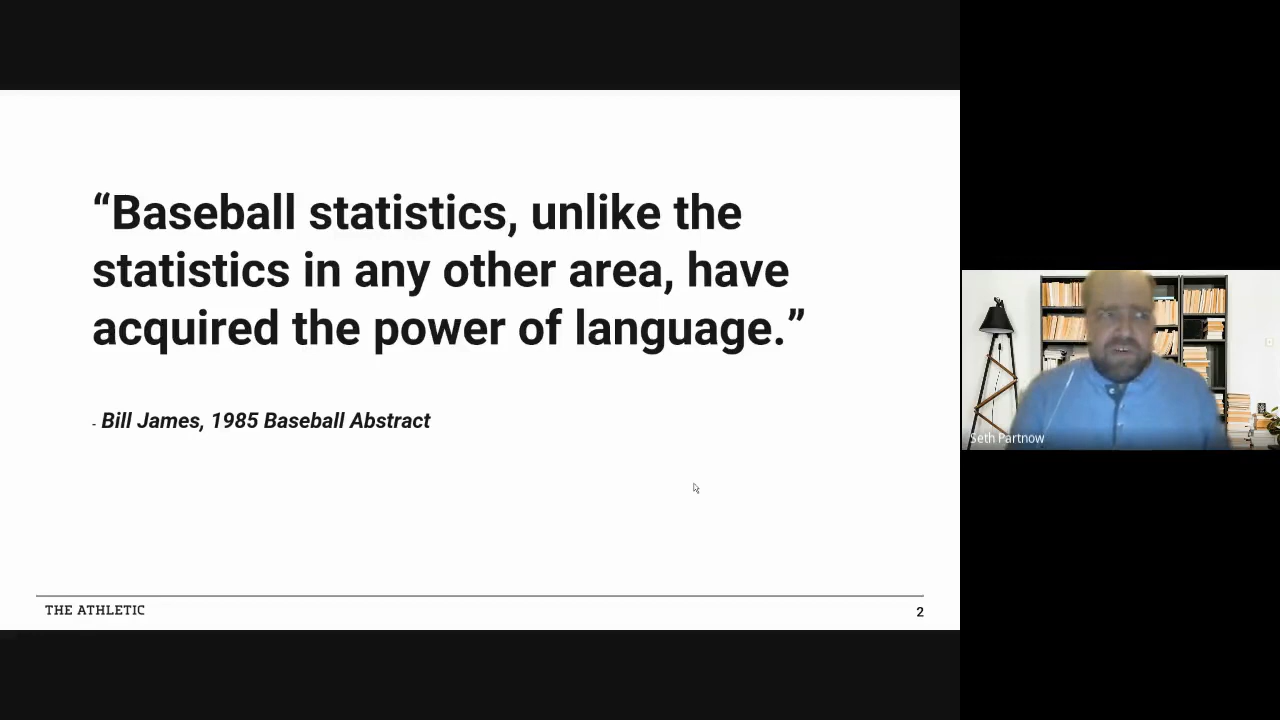 “Baseball statistics, unlike the
statistics in any other area, have
acquired the power of language.”
- Bill James, 1985 Baseball Abstract
THE ATHLETIC
2
Seth Partnow